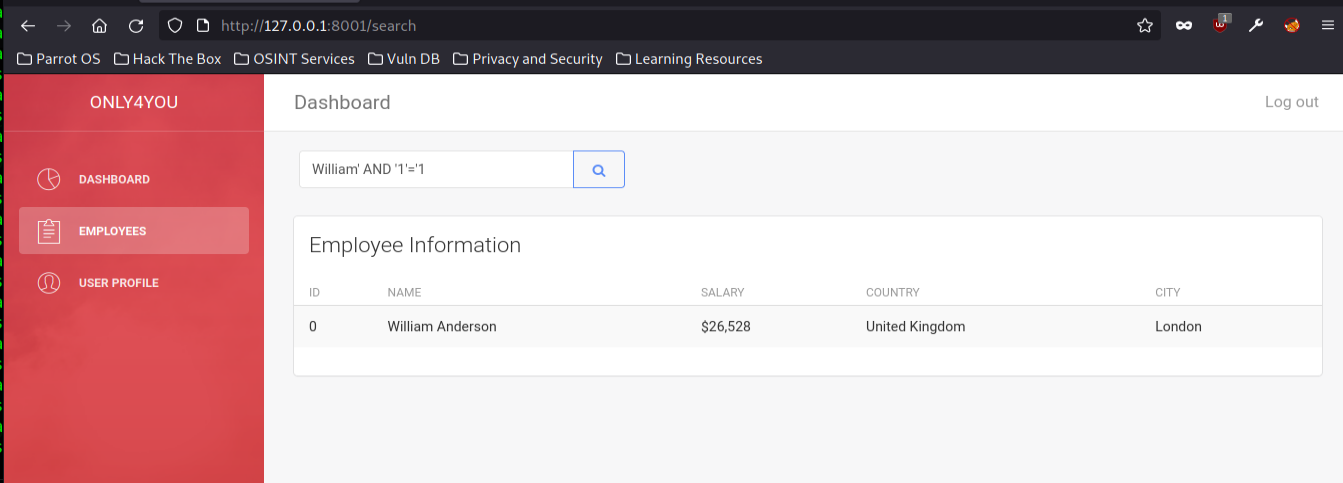 http://127.0.0.1:8001/search
1
Parrot OS Hack The Box OSINT Services Vuln DB Privacy and Security Learning Resources
ONLY4YOU
Dashboard
Log out
William' AND '1'='1
DASHBOARD
EMPLOYEES
USER PROFILE
Employee Information
ID NAME SALARY COUNTRY CITY
0 William Anderson $26,528 United Kingdom London